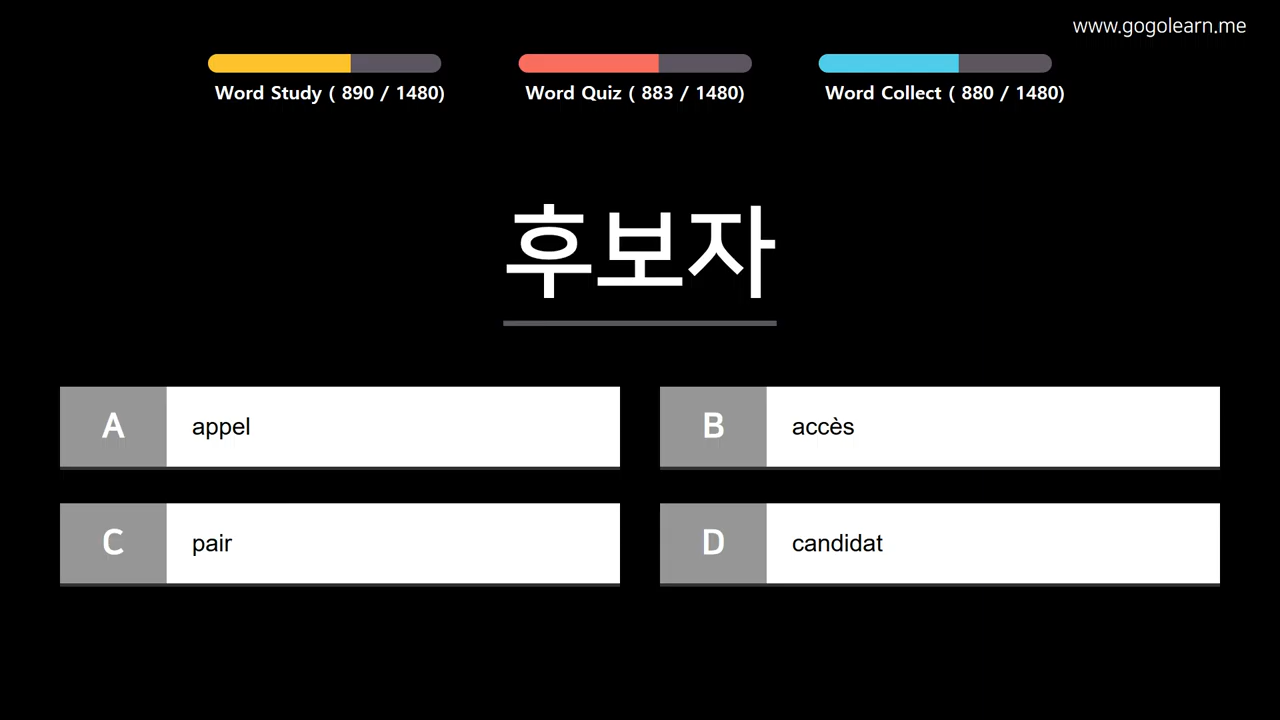 www.gogolearn.me
Word Study ( 890 / 1480)
Word Quiz ( 883 / 1480)
Word Collect ( 880 / 1480)
후보자
A appel
B accès
C pair
D candidat